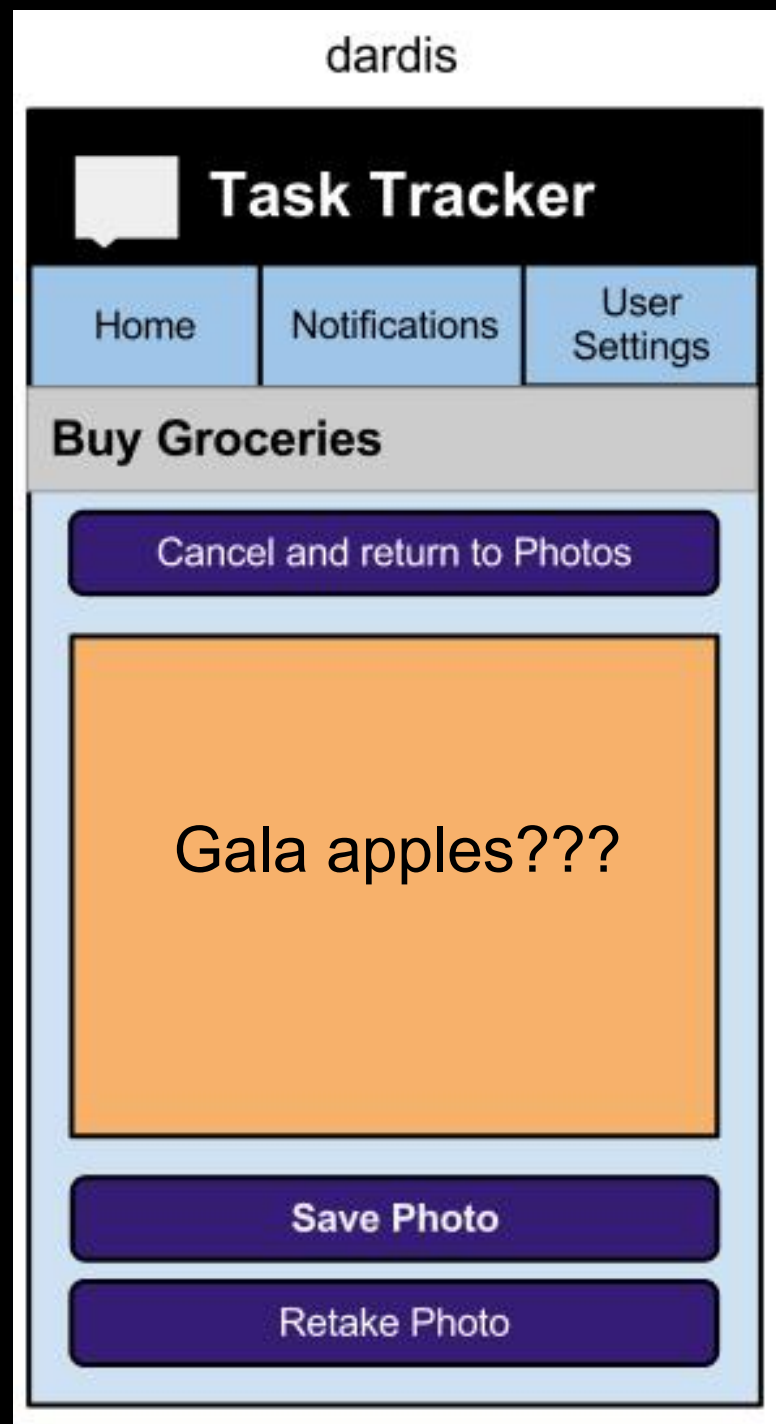 dardis
Task Tracker
Home
Notifications
User
Settings
Buy Groceries
Cancel and return to Photos
Gala apples???
Save Photo
Retake Photo